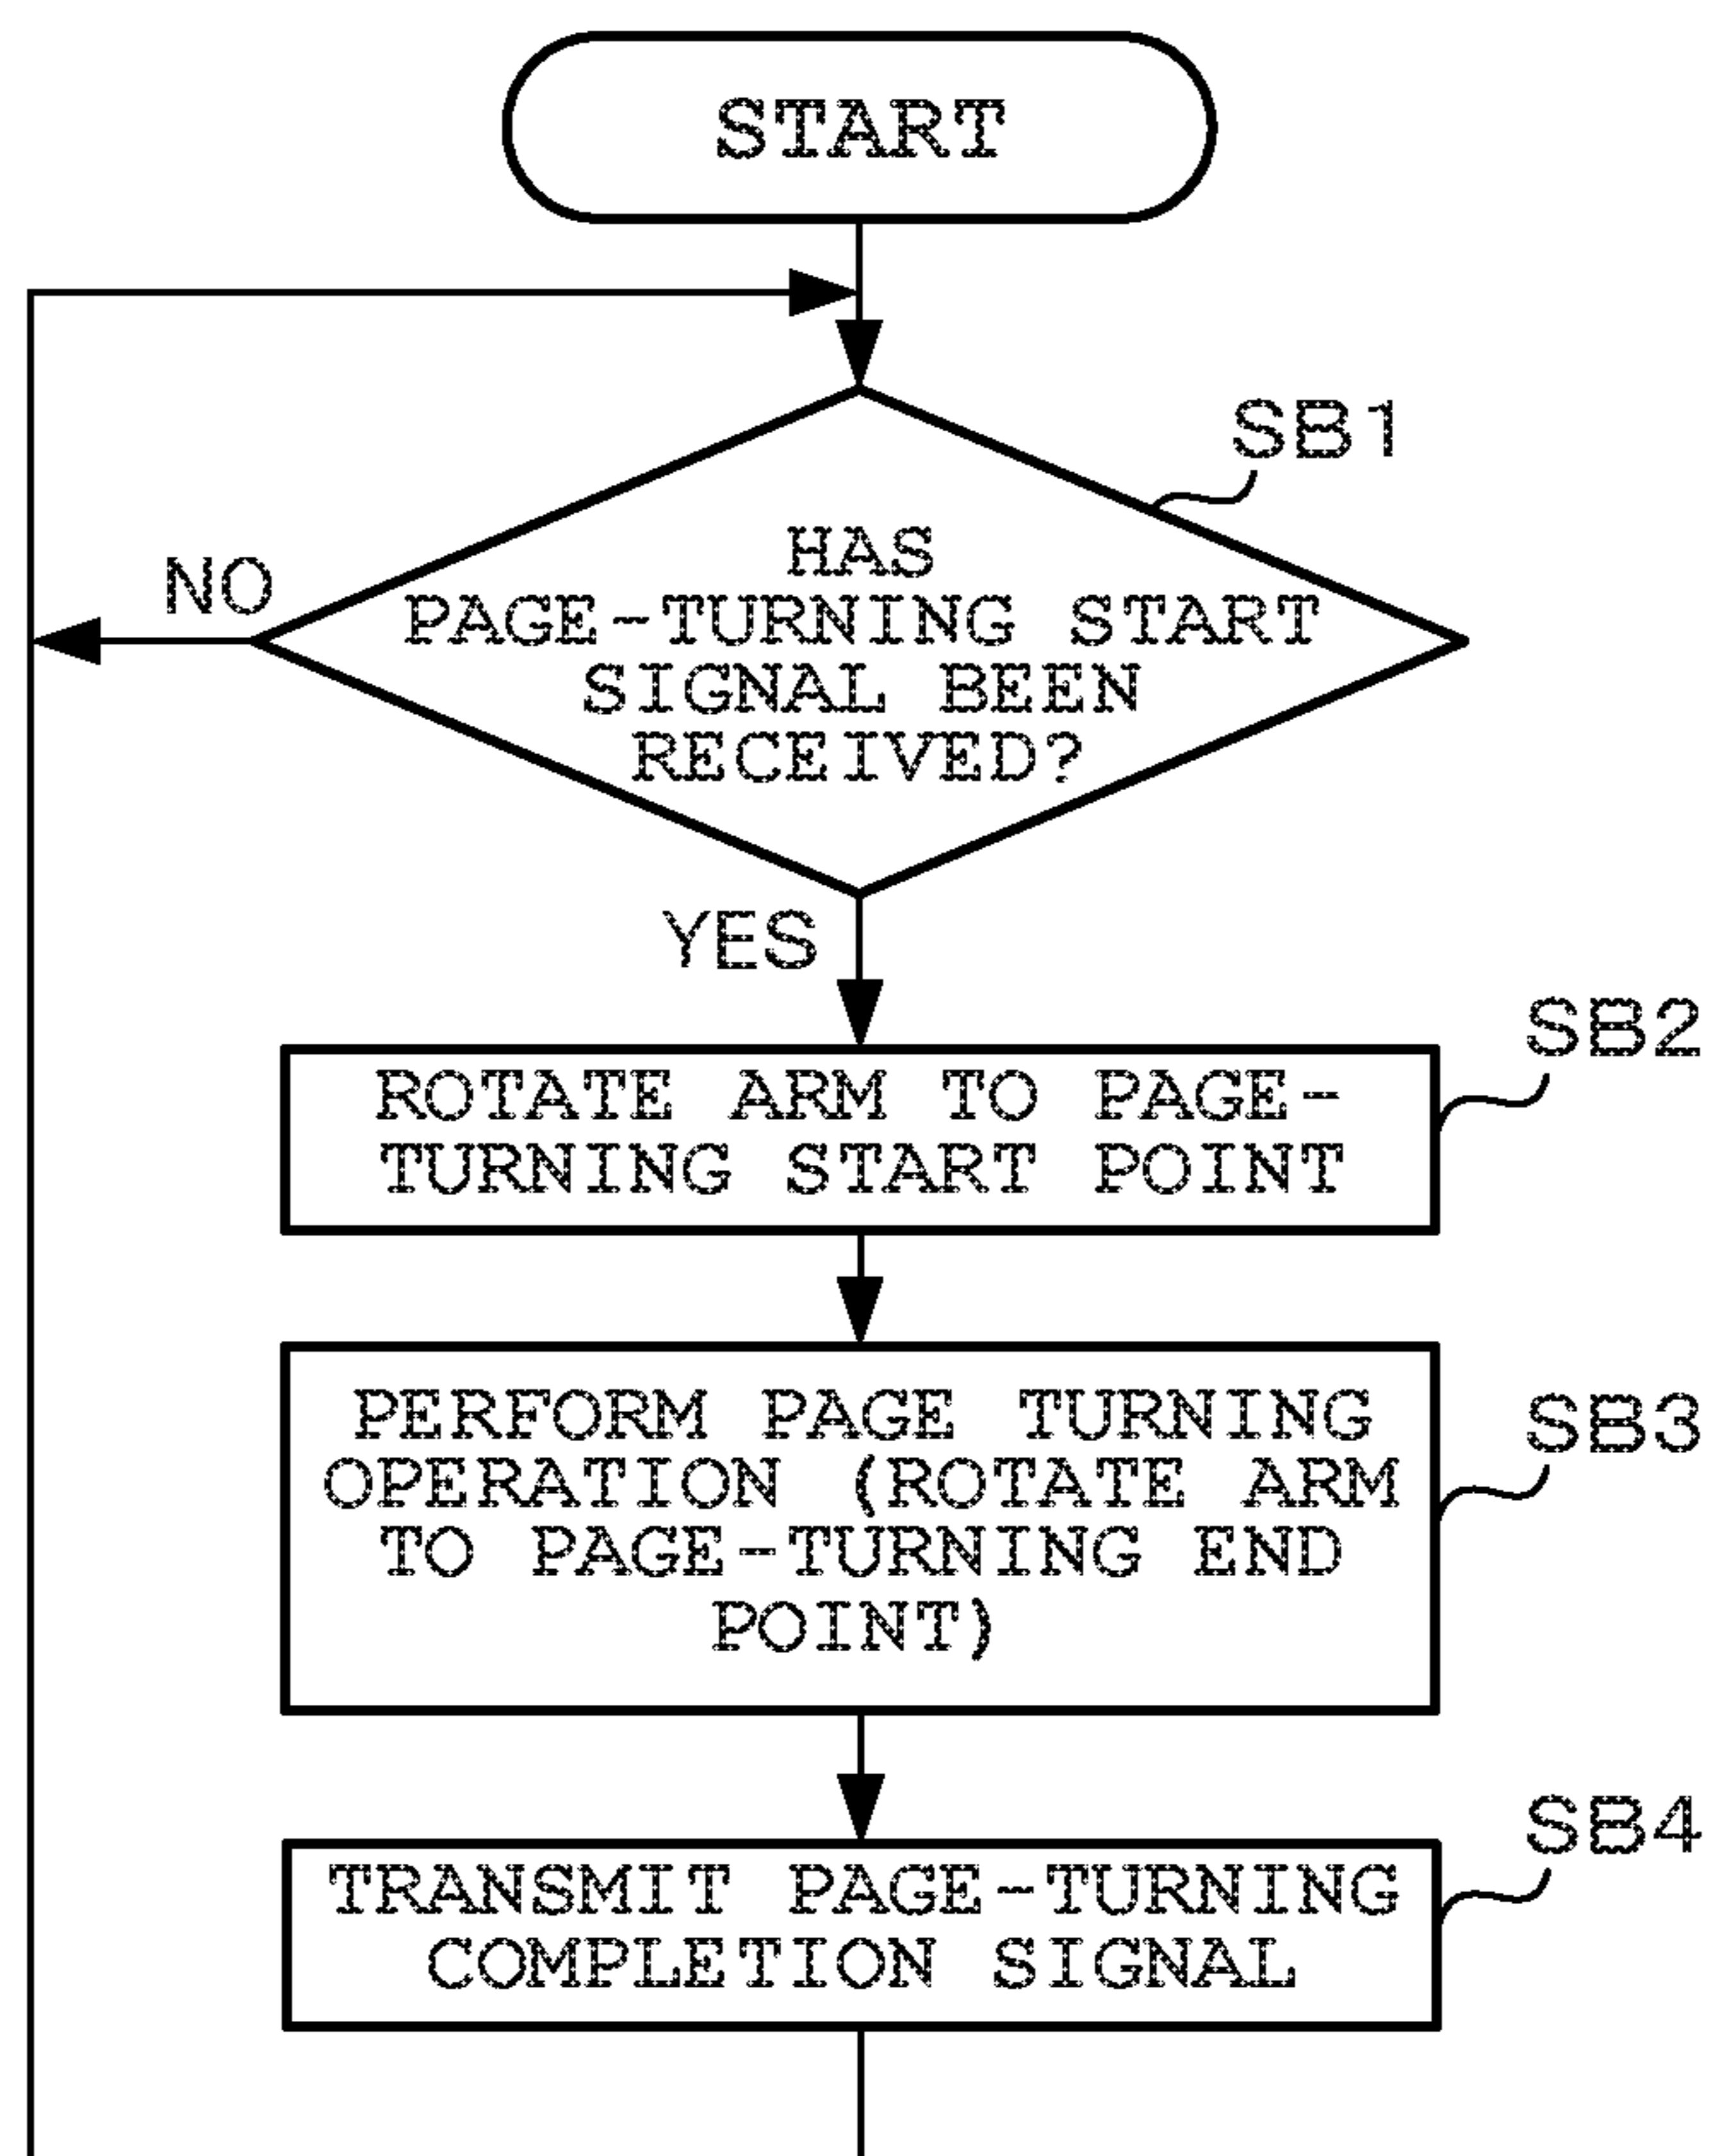 START
SB1
HAS
PAGE-TURNING START
SIGNAL BEEN
RECEIVED?
NO
YES
SB2
ROTATE ARM TO PAGE-
TURNING START POINT
SB3
PERFORM PAGE TURNING
OPERATION (ROTATE ARM
TO PAGE-TURNING END
POINT)
SB4
TRANSMIT PAGE-TURNING
COMPLETION SIGNAL